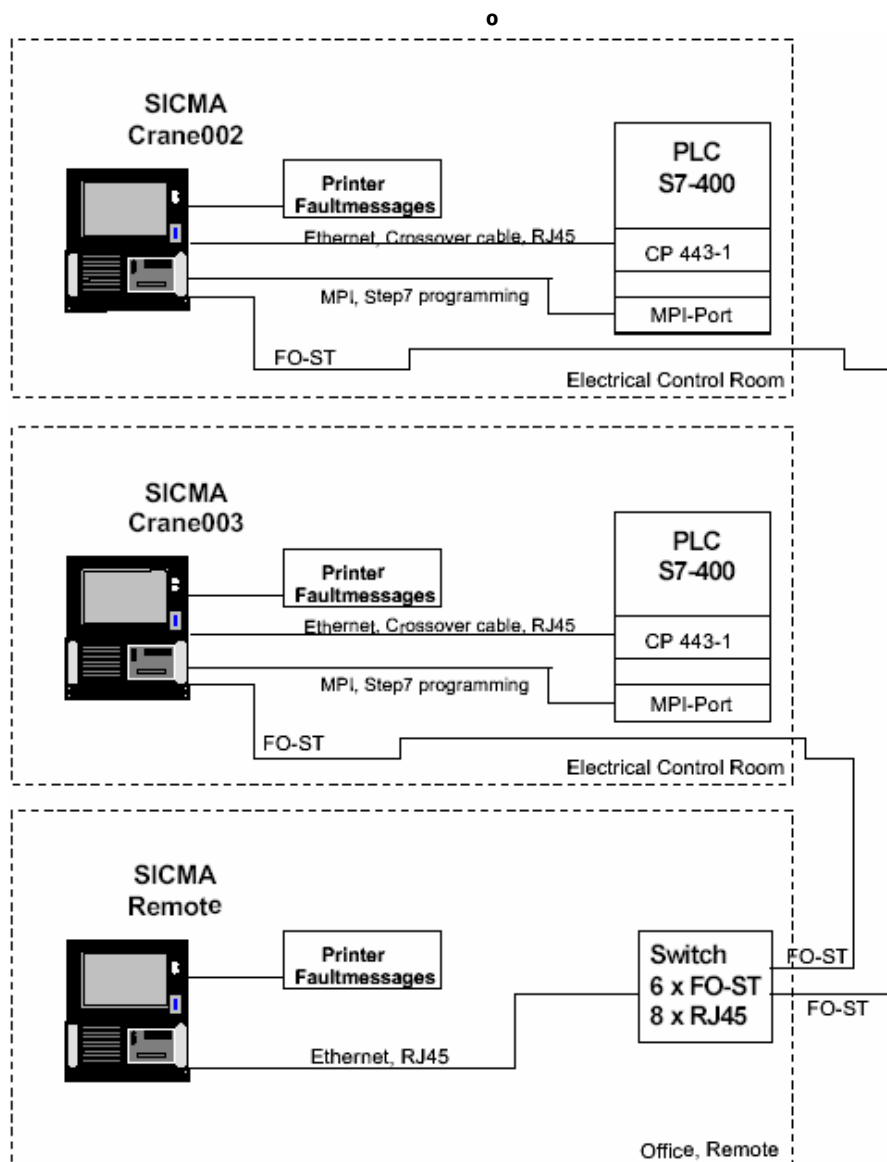 o
SICMA
Crane002
Printer
Faultmessages
PLC
S7-400
Ethernet, Crossover cable, RJ45
CP 443-1
MPI, Step7 programming
MPI-Port
FO-ST
Electrical Control Room
SICMA
Crane003
Printer
Faultmessages
PLC
S7-400
Ethernet, Crossover cable, RJ45
CP 443-1
MPI, Step7 programming
MPI-Port
FO-ST
Electrical Control Room
SICMA
Remote
Printer
Faultmessages
Switch
6 x FO-ST
8 x RJ45
FO-ST
FO-ST
Ethernet, RJ45
Office, Remote